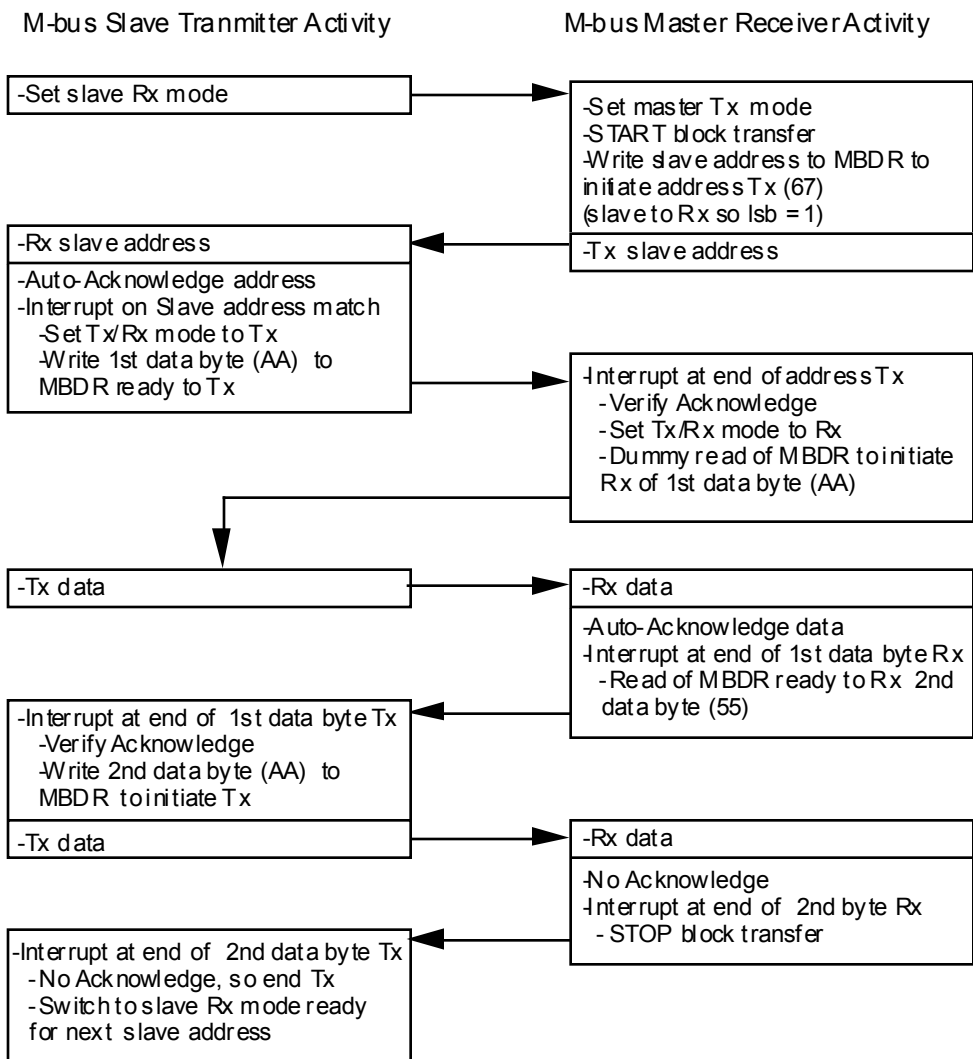 M-bus Slave Tranmitter Activity
M-bus Master Receiver Activity
-Set slave Rx mode
-Set master Tx mode
-START block transfer
-Write slave address to MBDR to
initiate address Tx (67)
(slave to Rx so lsb = 1)
-Tx slave address
-Rx slave address
-Auto-Acknowledge address
-Interrupt on Slave address match
-Set Tx/Rx mode to Tx
-Write 1st data byte (AA) to
MBDR ready to Tx
-Interrupt at end of address Tx
-Verify Acknowledge
-Set Tx/Rx mode to Rx
-Dummy read of MBDR to initiate
Rx of 1st data byte (AA)
-Tx data
-Rx data
-Auto-Acknowledge data
-Interrupt at end of 1st data byte Rx
-Read of MBDR ready to Rx 2nd
data byte (55)
-Interrupt at end of 1st data byte Tx
-Verify Acknowledge
-Write 2nd data byte (AA) to
MBDR to initiate Tx
-Tx data
-Rx data
-No Acknowledge
-Interrupt at end of 2nd byte Rx
- STOP block transfer
-Interrupt at end of 2nd data byte Tx
-No Acknowledge, so end Tx
-Switch to slave Rx mode ready
for next slave address